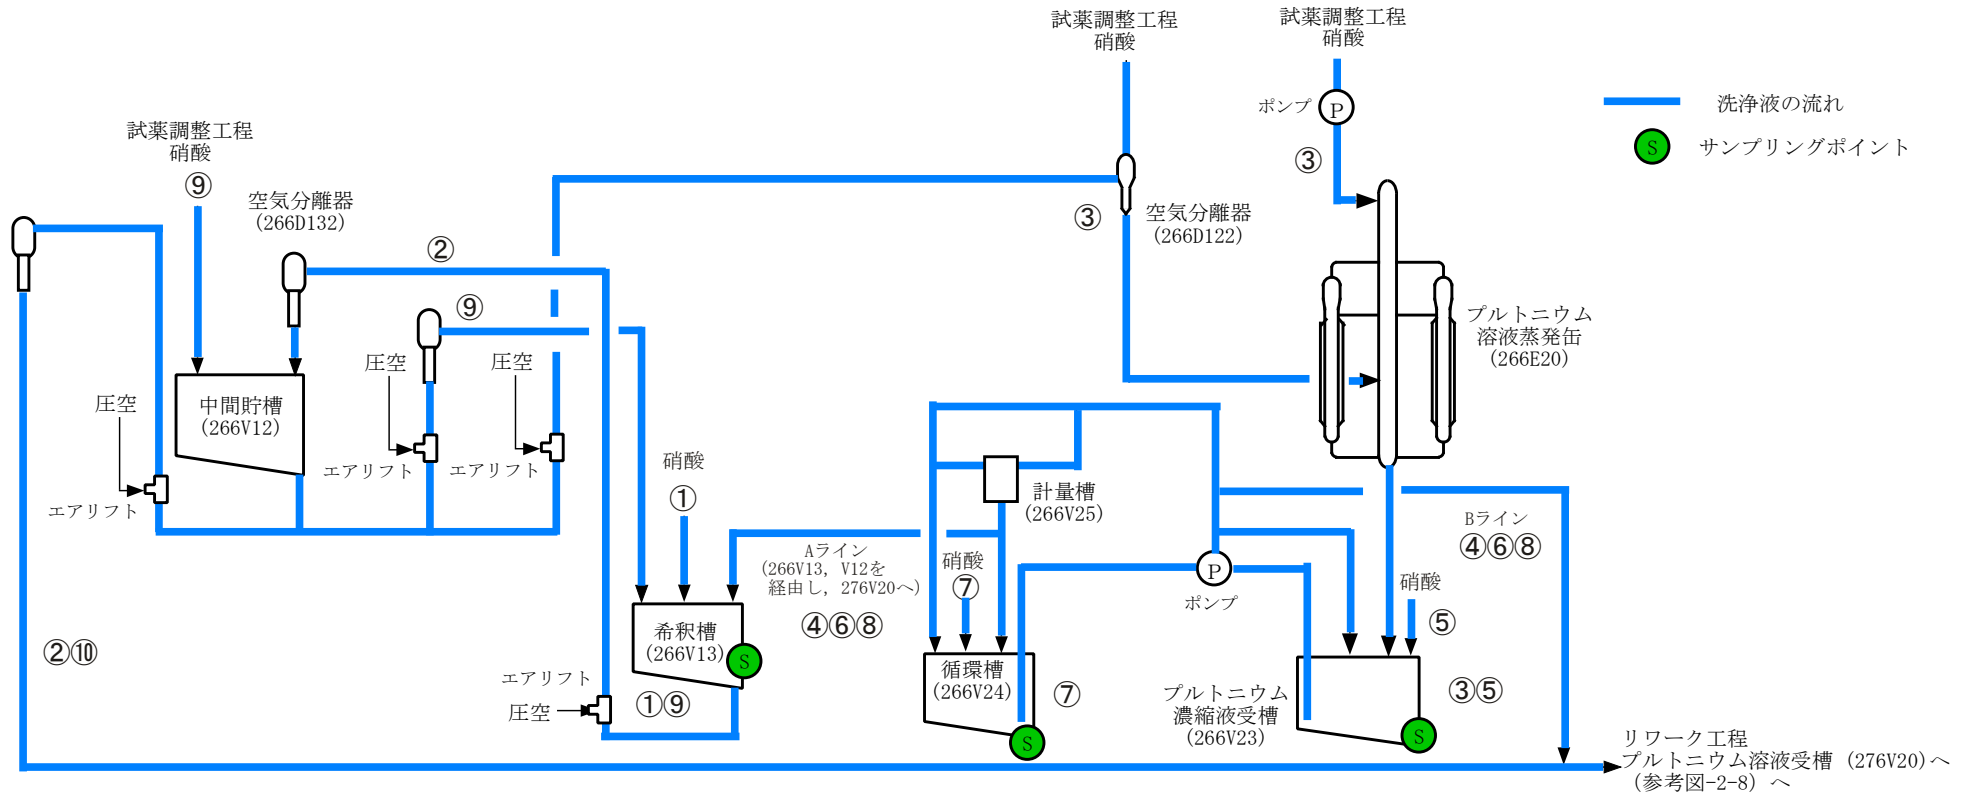 試薬調整工程
硝酸
試薬調整工程
硝酸
ポンプ
P
③
洗浄液の流れ
S
サンプリングポイント
試薬調整工程
硝酸
⑨
空気分離器
(266D132)
②
⑨
③
空気分離器
(266D122)
プルトニウム
溶液蒸発缶
(266E20)
中間貯槽
(266V12)
圧空
エアリフト
圧空
エアリフト
圧空
エアリフト
硝酸
①
計量槽
(266V25)
Aライン
(266V13, V12を
経由し, 276V20へ)
④⑥⑧
硝酸
⑦
P
ポンプ
Bライン
④⑥⑧
硝酸
⑤
②⑩
希釈槽
(266V13)
S
①⑨
エアリフト
圧空
循環槽
(266V24)
S
⑦
プルトニウム
濃縮液受槽
(266V23)
S
③⑤
リワーク工程
プルトニウム溶液受槽 (276V20)へ
(参考図-2-8) へ